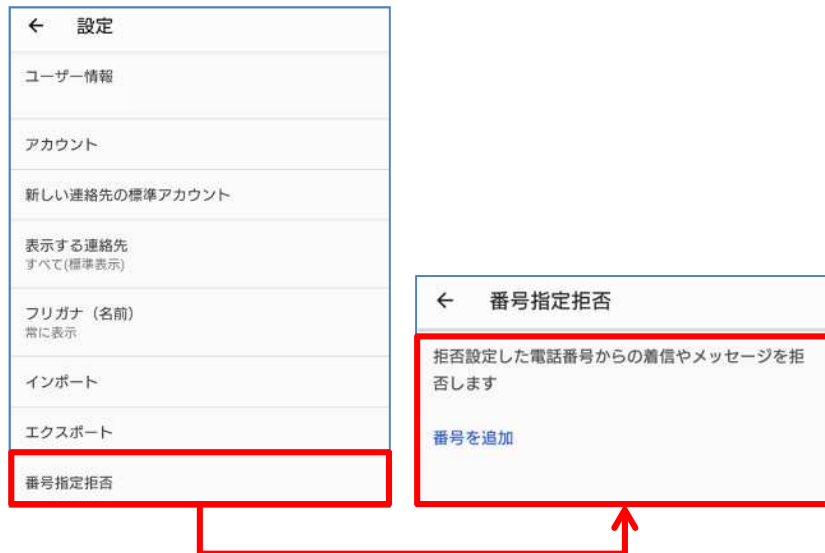 ← 設定
ユーザー情報
アカウント
新しい連絡先の標準アカウント
表示する連絡先
すべて(標準表示)
フリガナ（名前）
常に表示
インポート
エクスポート
番号指定拒否
← 番号指定拒否
拒否設定した電話番号からの着信やメッセージを拒
否します
番号を追加